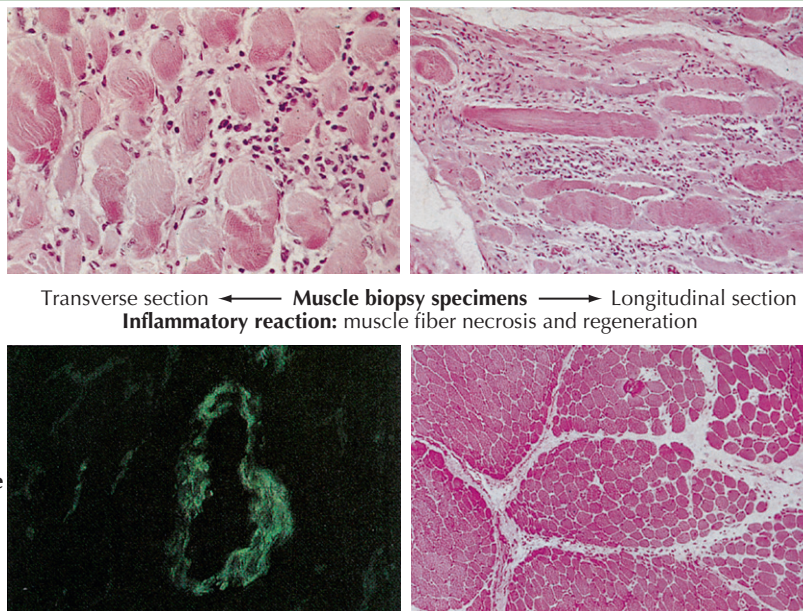 Transverse section ← Muscle biopsy specimens → Longitudinal section
Inflammatory reaction: muscle fiber necrosis and regeneration